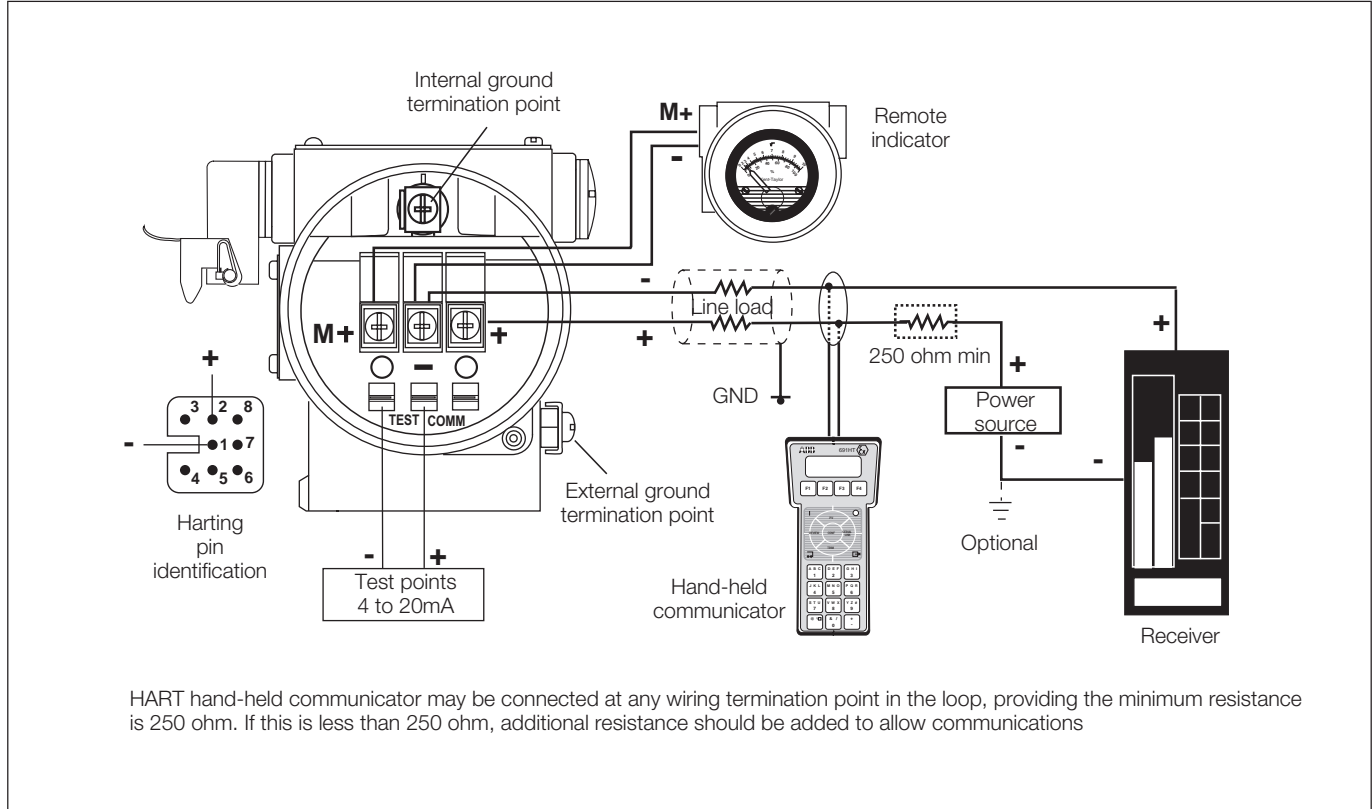 Internal ground
termination point
M+
-
Remote
indicator
%
M+
-
+
-
+
Line load
250 ohm min
GND
+
Power
source
-
-
+
Optional
TEST COMM
+
3 2 8
-
1 7
4 5 6
Harting
pin
identification
External ground
termination point
- +
Test points
4 to 20mA
ABB
F1 F2 F3 F4
Hand-held
communicator
Receiver
HART hand-held communicator may be connected at any wiring termination point in the loop, providing the minimum resistance
is 250 ohm. If this is less than 250 ohm, additional resistance should be added to allow communications